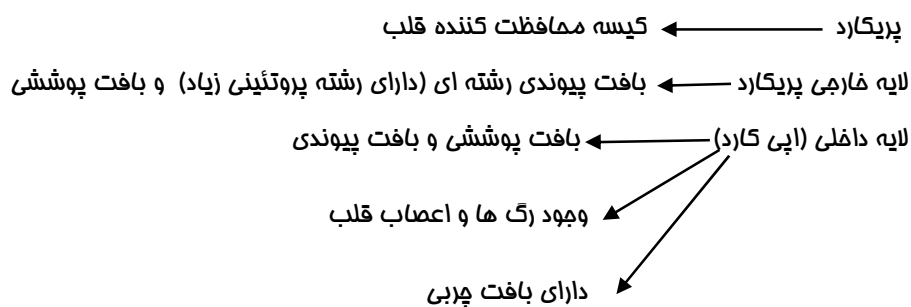 پریکارد کیسه محافظت کننده قلب
لایه خارجی پریکارد بافت پیوندی رشته ای (دارای رشته پروتئینی زیاد) و بافت پوششی
لایه داخلی (اپی کارد) بافت پوششی و بافت پیوندی
وجود رگ ها و اعصاب قلب
دارای بافت چربی